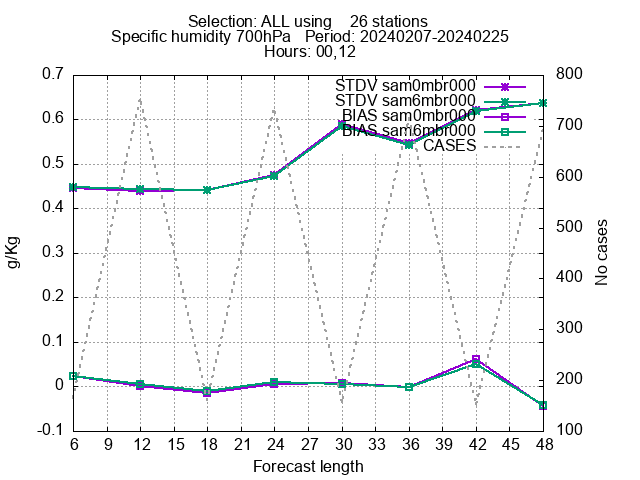 Selection: ALL using 26 stations
Specific humidity 700hPa Period: 20240207-20240225
Hours: 00,12
STDV sam0mbr000
STDV sam6mbr000
BIAS sam0mbr000
BIAS sam6mbr000
CASES
0.7
0.6
0.5
0.4
0.3
0.2
0.1
0
-0.1
g/Kg
800
700
600
500
400
300
200
100
No cases
6 12 15 18 21 24 27 30 33 36 39 42 45 48
Forecast length